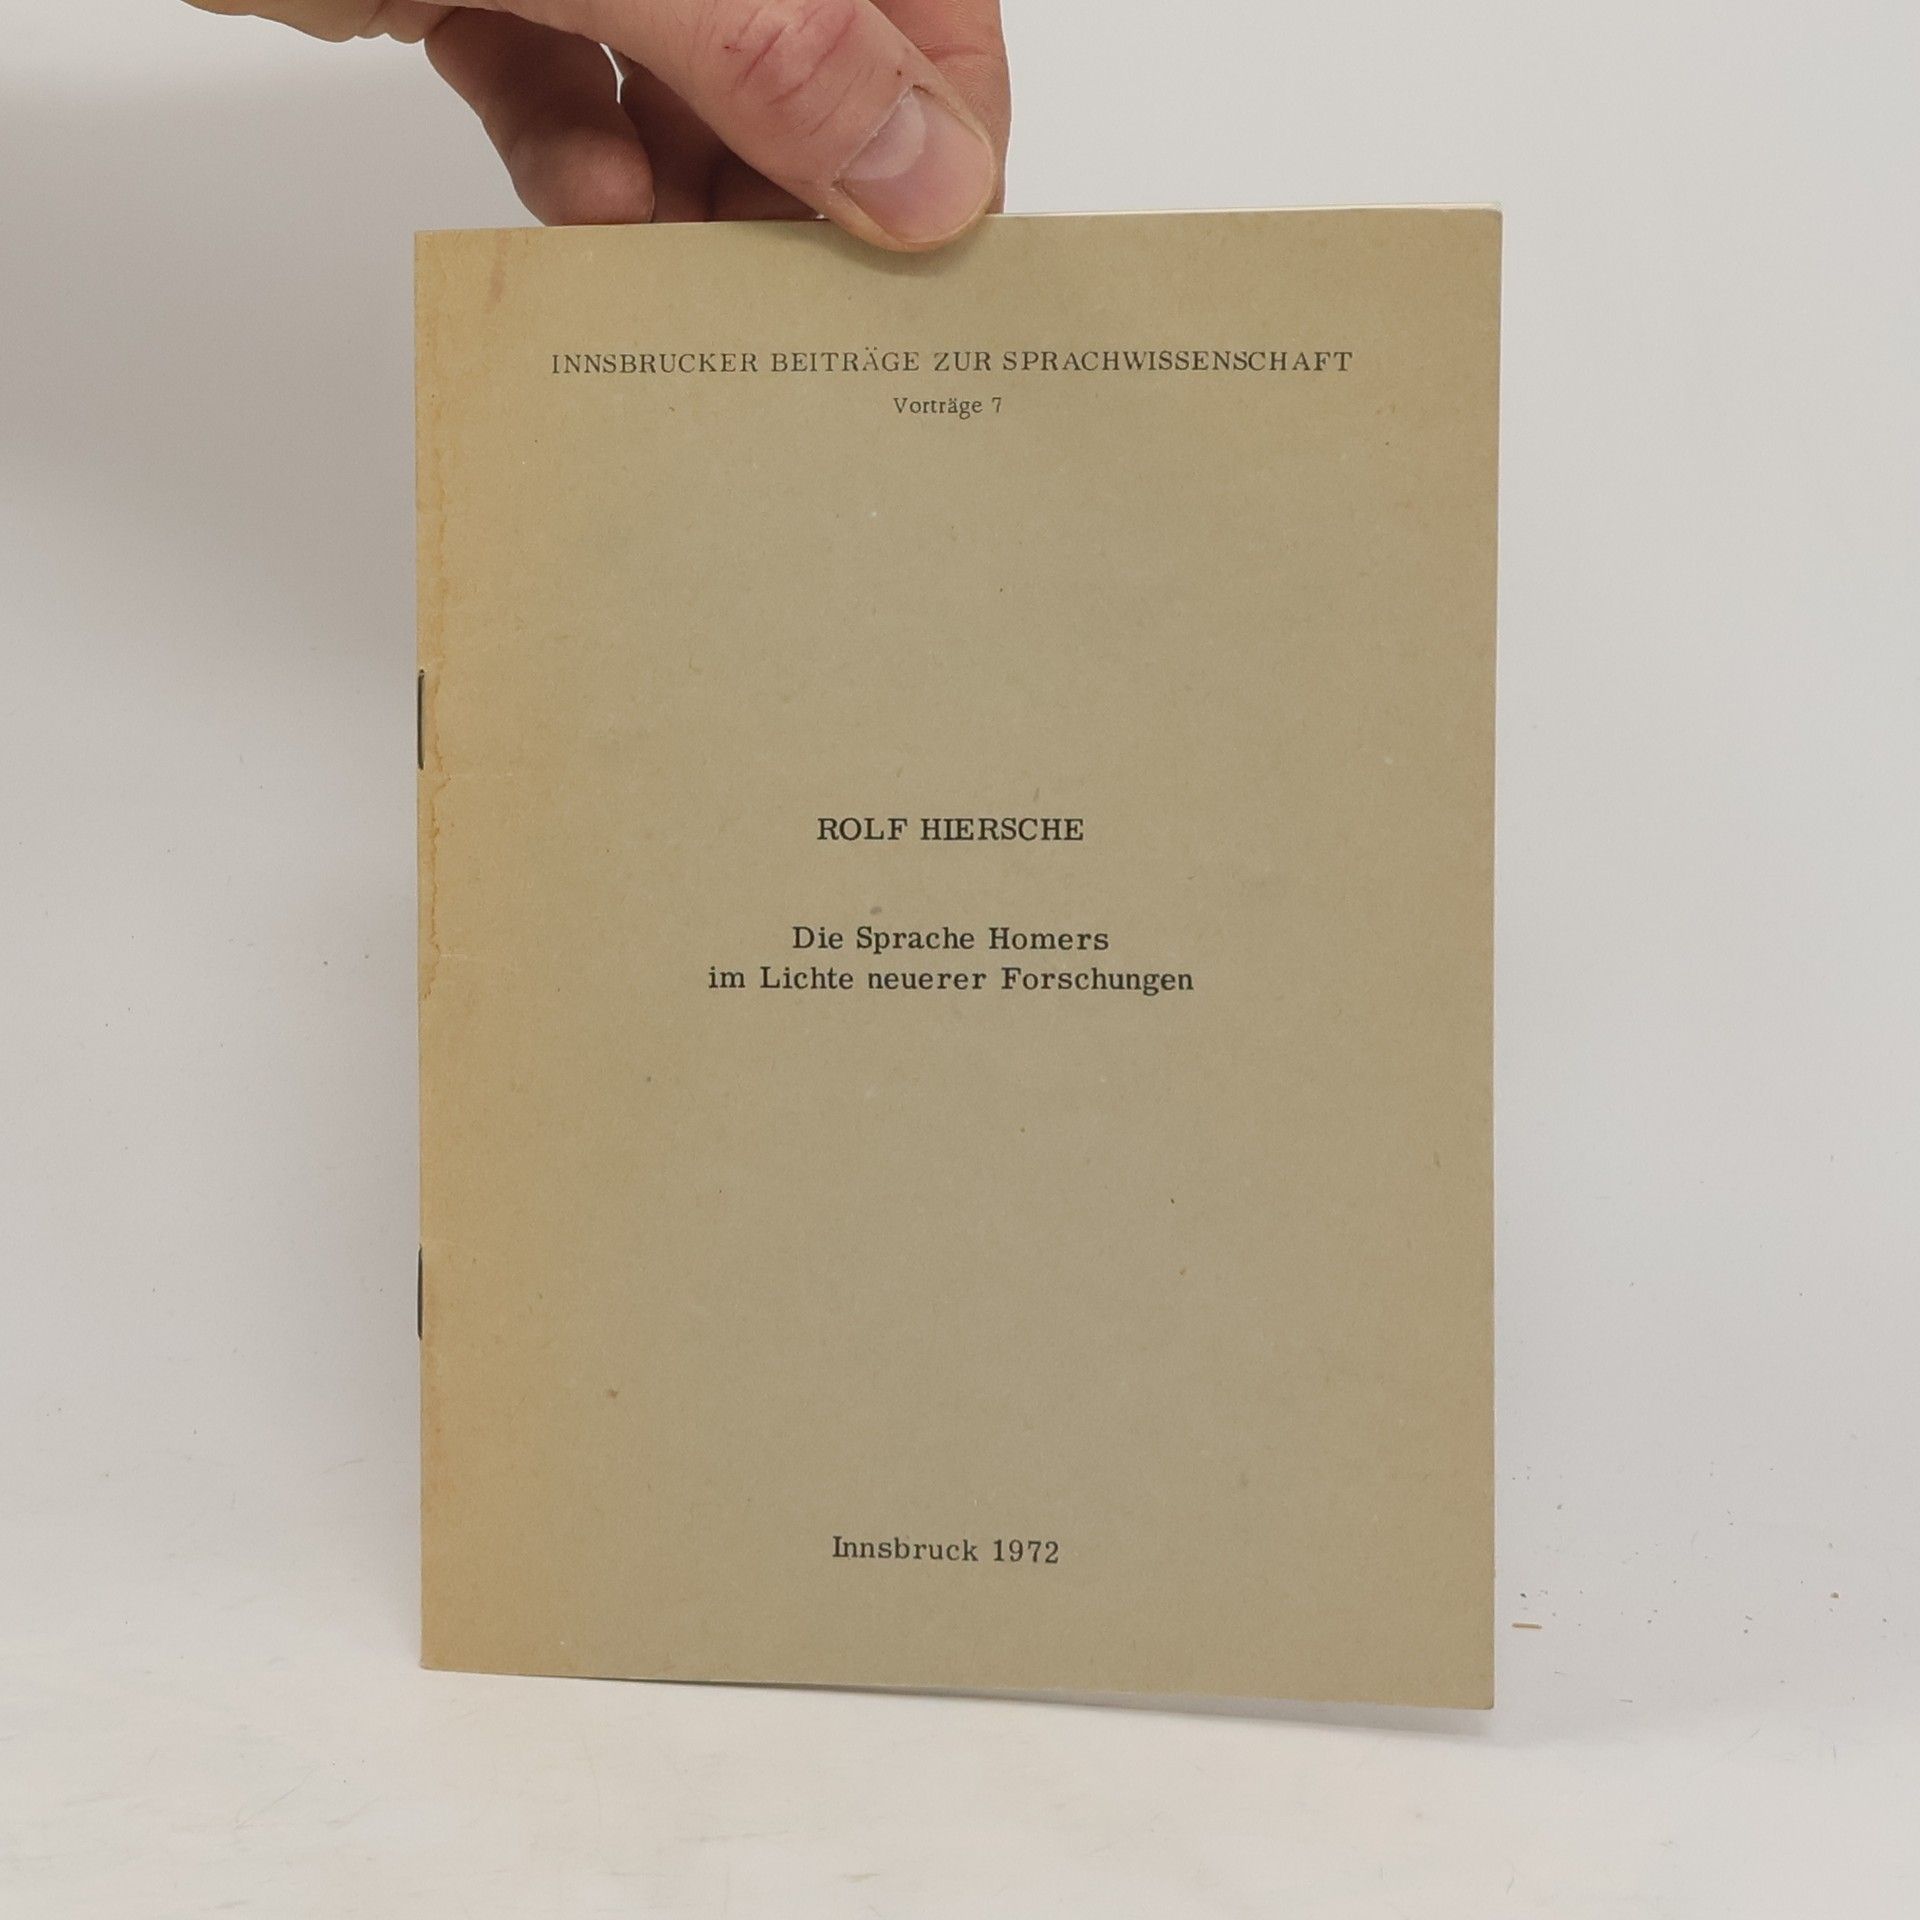 INNSBRUCKER BEITRÄGE ZUR SPRACHWISSENSCHAFT
Vorträge 7
ROLF HIERSCHE
Die Sprache Homers
im Lichte neuerer Forschungen
Innsbruck 1972